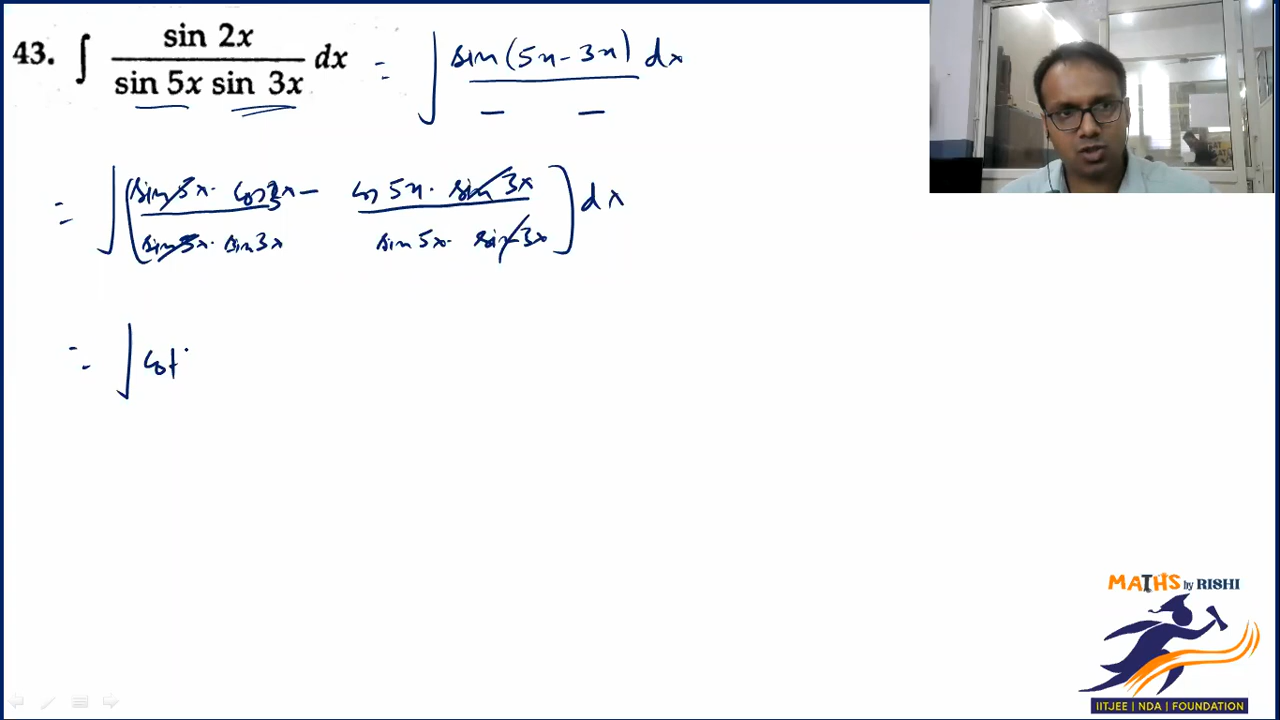 43. ∫ sin 2x / sin 5x sin 3x dx = ∫ sin (5x - 3x) dx / — —
= ∫ ( sin 5x · cos 3x / sin 5x · sin 3x - cos 5x · sin 3x / sin 5x · sin 3x ) dx
= ∫ cot
MATHS by RISHI
IITJEE | NDA | FOUNDATION